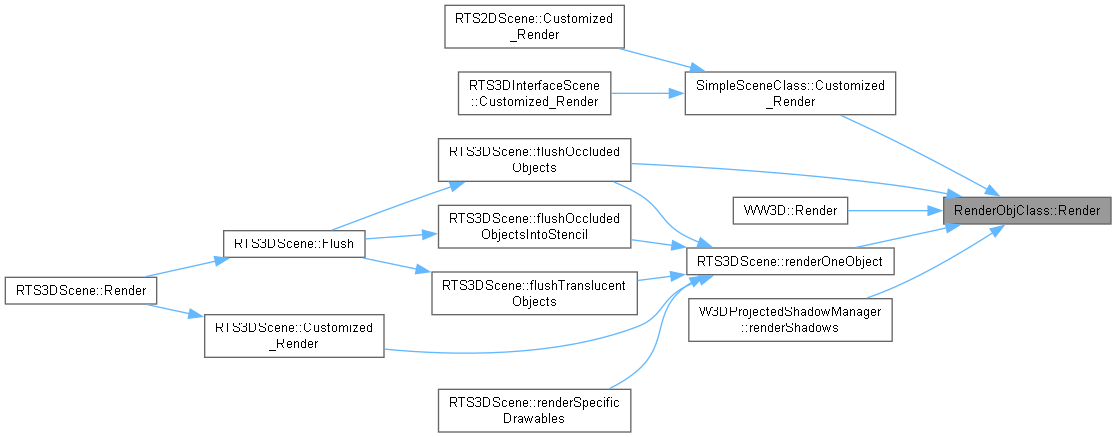 RTS2DScene::Customized
_Render
RTS3DInterfaceScene
::Customized_Render
SimpleSceneClass::Customized
_Render
RTS3DScene::flushOccluded
Objects
WW3D::Render
RenderObjClass::Render
RTS3DScene::flushOccluded
ObjectsIntoStencil
RTS3DScene::Flush
RTS3DScene::renderOneObject
RTS3DScene::Render
RTS3DScene::flushTranslucent
Objects
W3DProjectedShadowManager
::renderShadows
RTS3DScene::Customized
_Render
RTS3DScene::renderSpecific
Drawables